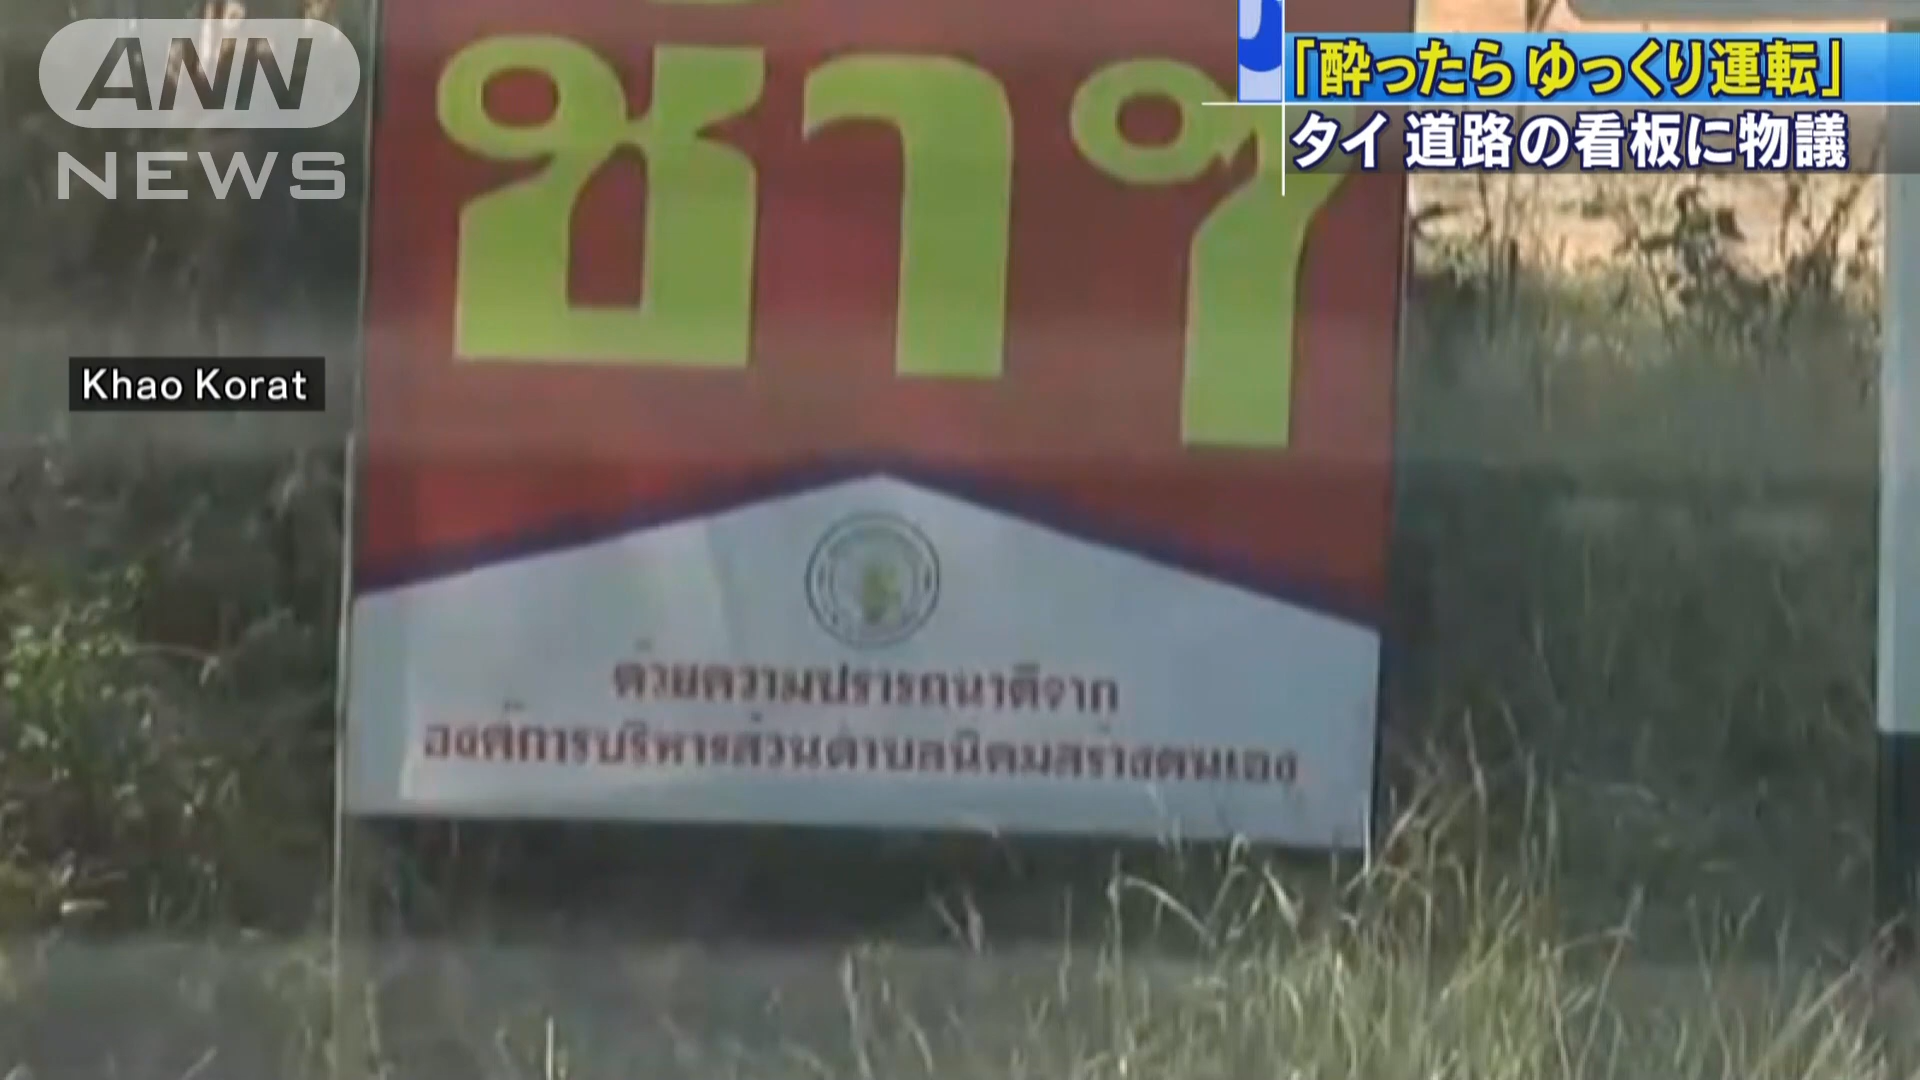 ANN
NEWS
「酔ったら ゆっくり運転」
タイ 道路の看板に物議
ช้าๆ
Khao Korat
ด้วยความปรารถนาดีจาก
องค์การบริหารส่วนตำบลนิคมสร้างตนเอง